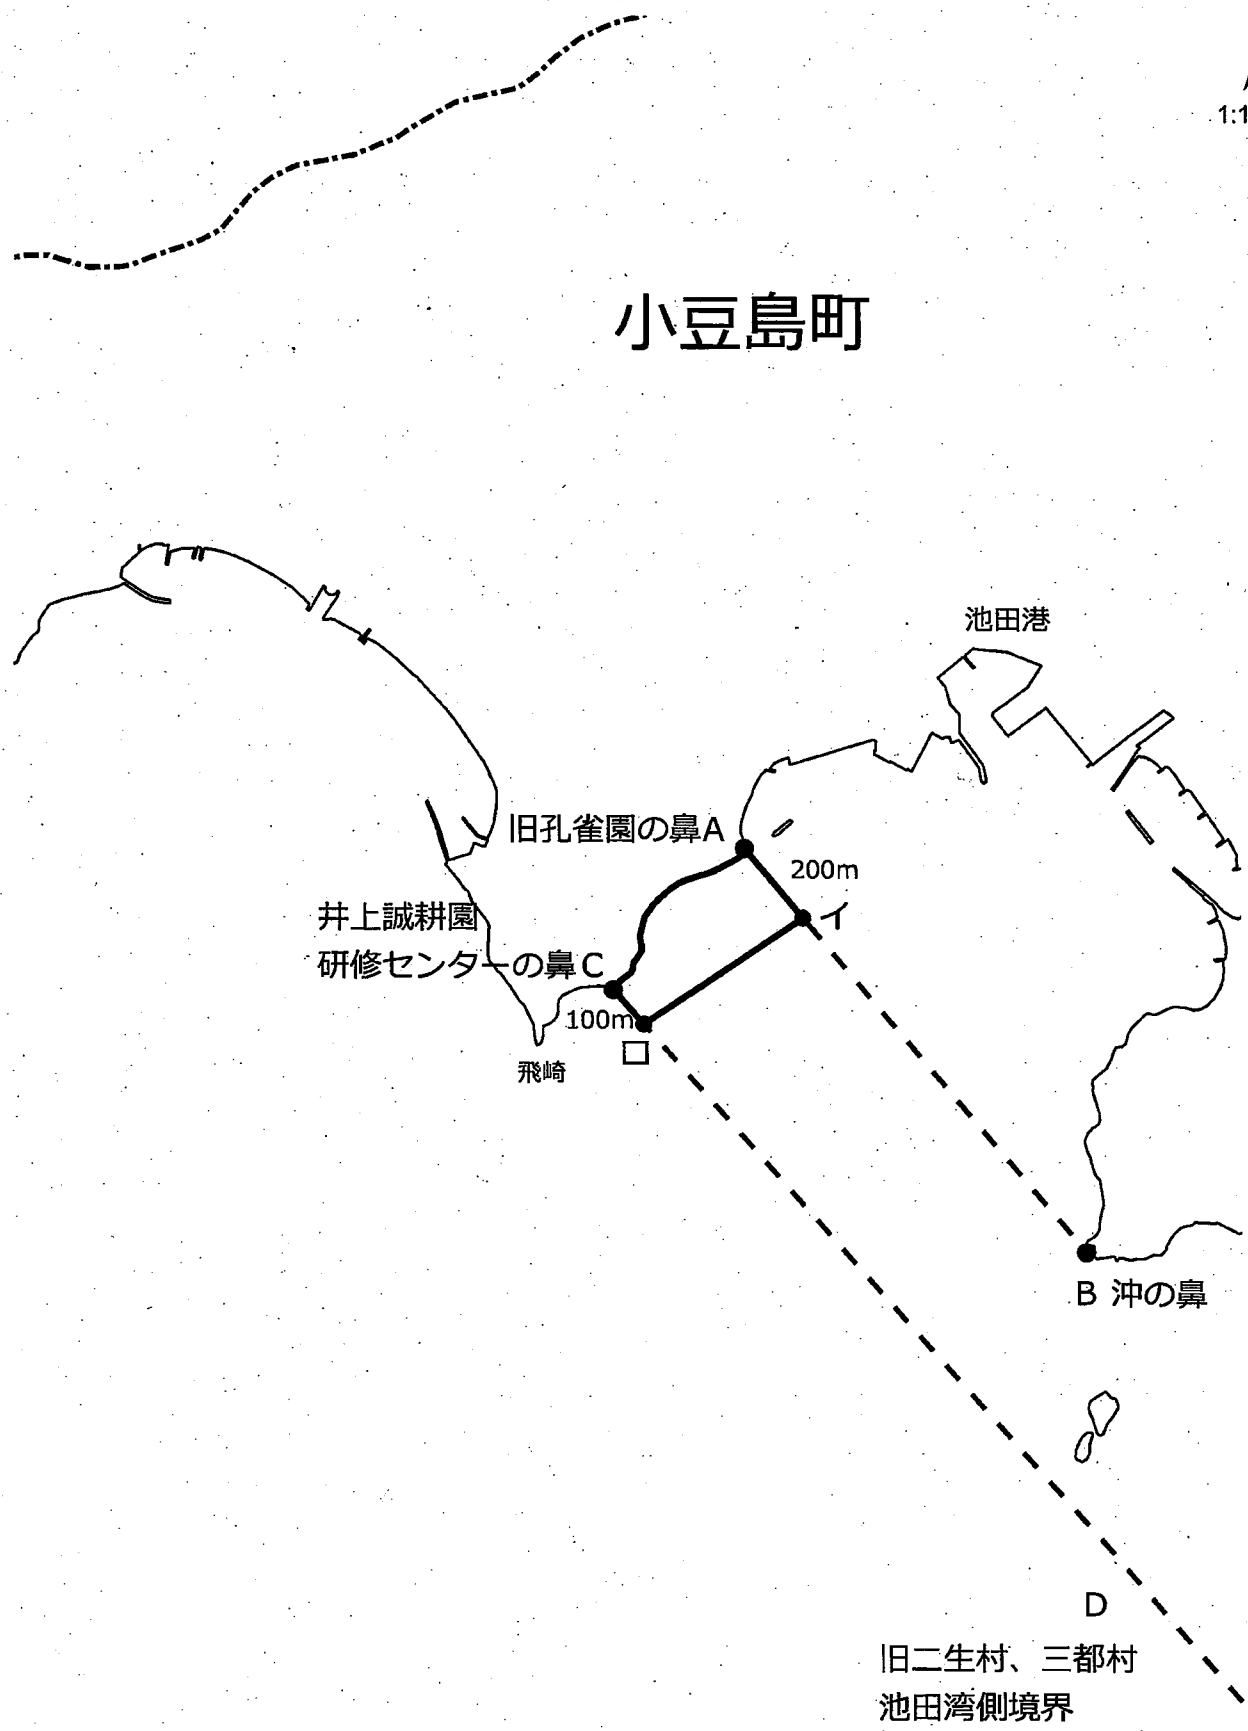 1:1
小豆島町
池田港
旧孔雀園の鼻A
200m
イ
井上誠耕園
研修センターの鼻C
100m
ロ
飛崎
B 沖の鼻
D
旧二生村、三都村
池田湾側境界